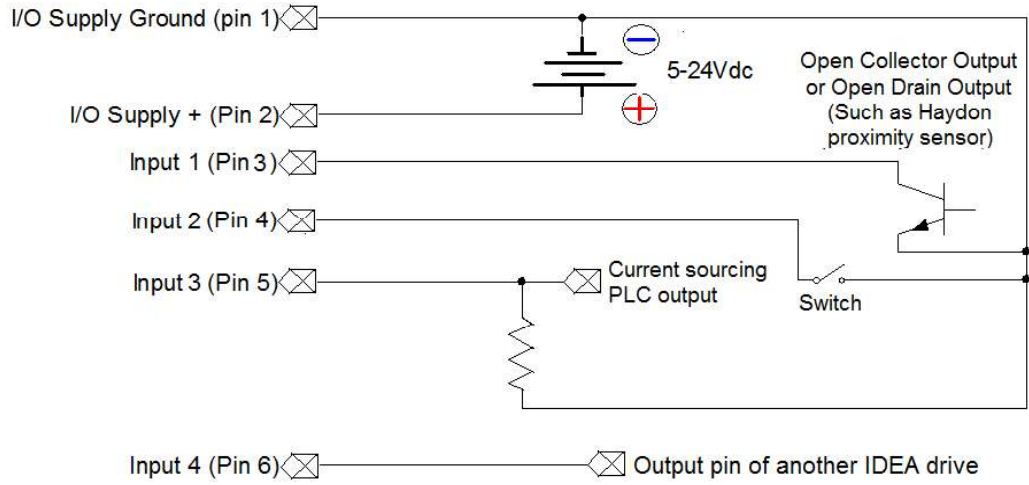 I/O Supply Ground (pin 1)
5-24Vdc
Open Collector Output
or Open Drain Output
(Such as Haydon
proximity sensor)
I/O Supply + (Pin 2)
Input 1 (Pin 3)
Input 2 (Pin 4)
Input 3 (Pin 5)
Current sourcing
PLC output
Switch
Input 4 (Pin 6)
Output pin of another IDEA drive